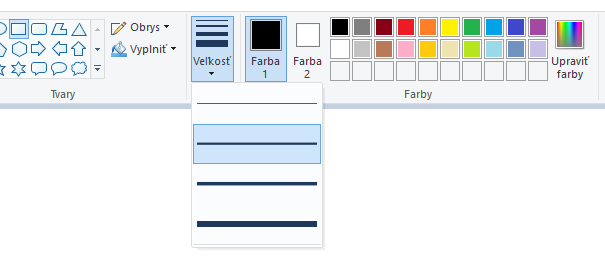 Obrys
Vyplniť
Veľkosť
Farba
1
Farba
2
Upraviť
farby
Tvary
Farby